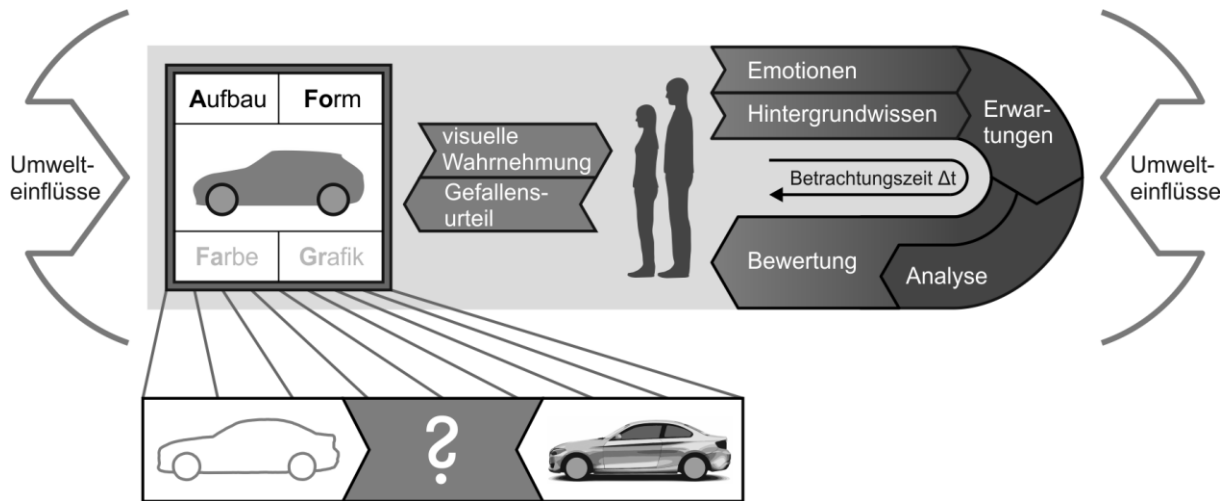 Umwelt-
einflüsse
Aufbau
Form
Farbe
Grafik
visuelle
Wahrnehmung
Gefallens-
urteil
Emotionen
Hintergrundwissen
Erwar-
tungen
Betrachtungszeit Δt
Bewertung
Analyse
Umwelt-
einflüsse
?